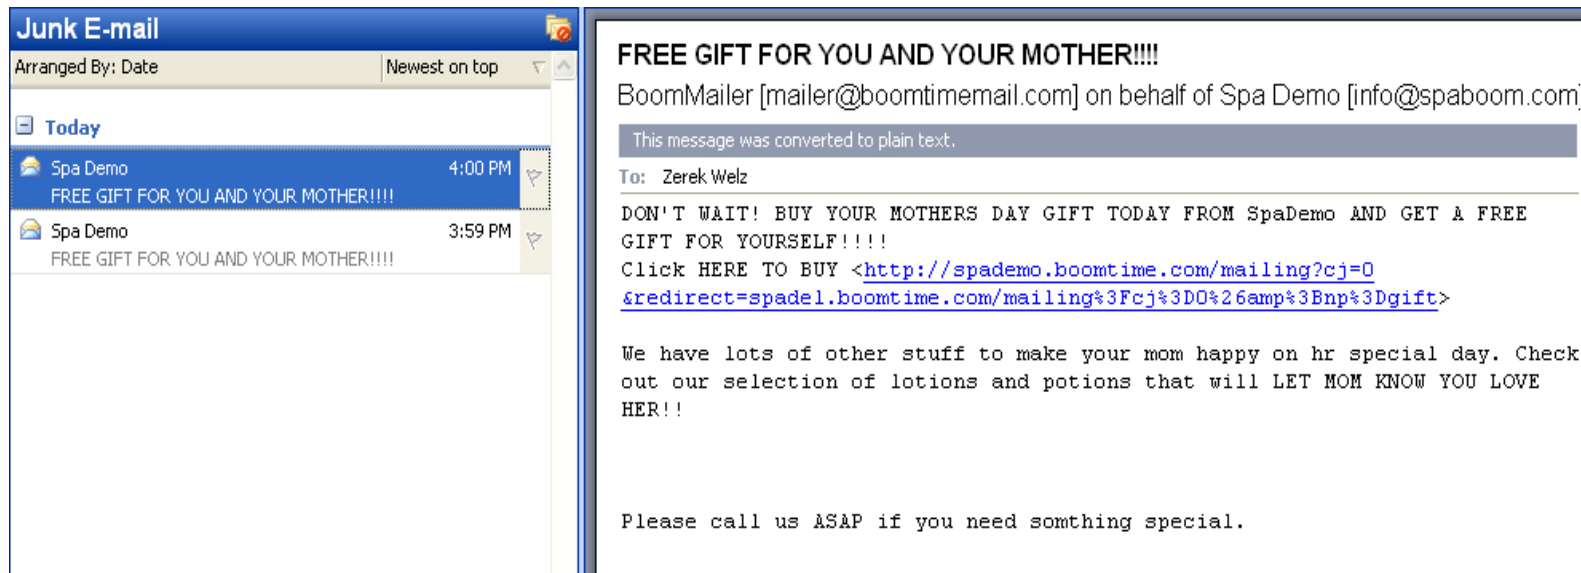 Junk E-mail
Arranged By: Date
Newest on top
Today
Spa Demo
4:00 PM
FREE GIFT FOR YOU AND YOUR MOTHER!!!!
Spa Demo
3:59 PM
FREE GIFT FOR YOU AND YOUR MOTHER!!!!
FREE GIFT FOR YOU AND YOUR MOTHER!!!!
BoomMailer [mailer@boomtimemail.com] on behalf of Spa Demo [info@spaboom.com]
This message was converted to plain text.
To: Zerek Welz
DON'T WAIT! BUY YOUR MOTHERS DAY GIFT TODAY FROM SpaDemo AND GET A FREE
GIFT FOR YOURSELF!!!!
Click HERE TO BUY <http://spademo.boomtime.com/mailing?cj=0
&redirect=spadel.boomtime.com/mailing%3Fcj%3D0%26amp%3Bnp%3Dgift>
We have lots of other stuff to make your mom happy on hr special day. Check
out our selection of lotions and potions that will LET MOM KNOW YOU LOVE
HER!!
Please call us ASAP if you need somthing special.